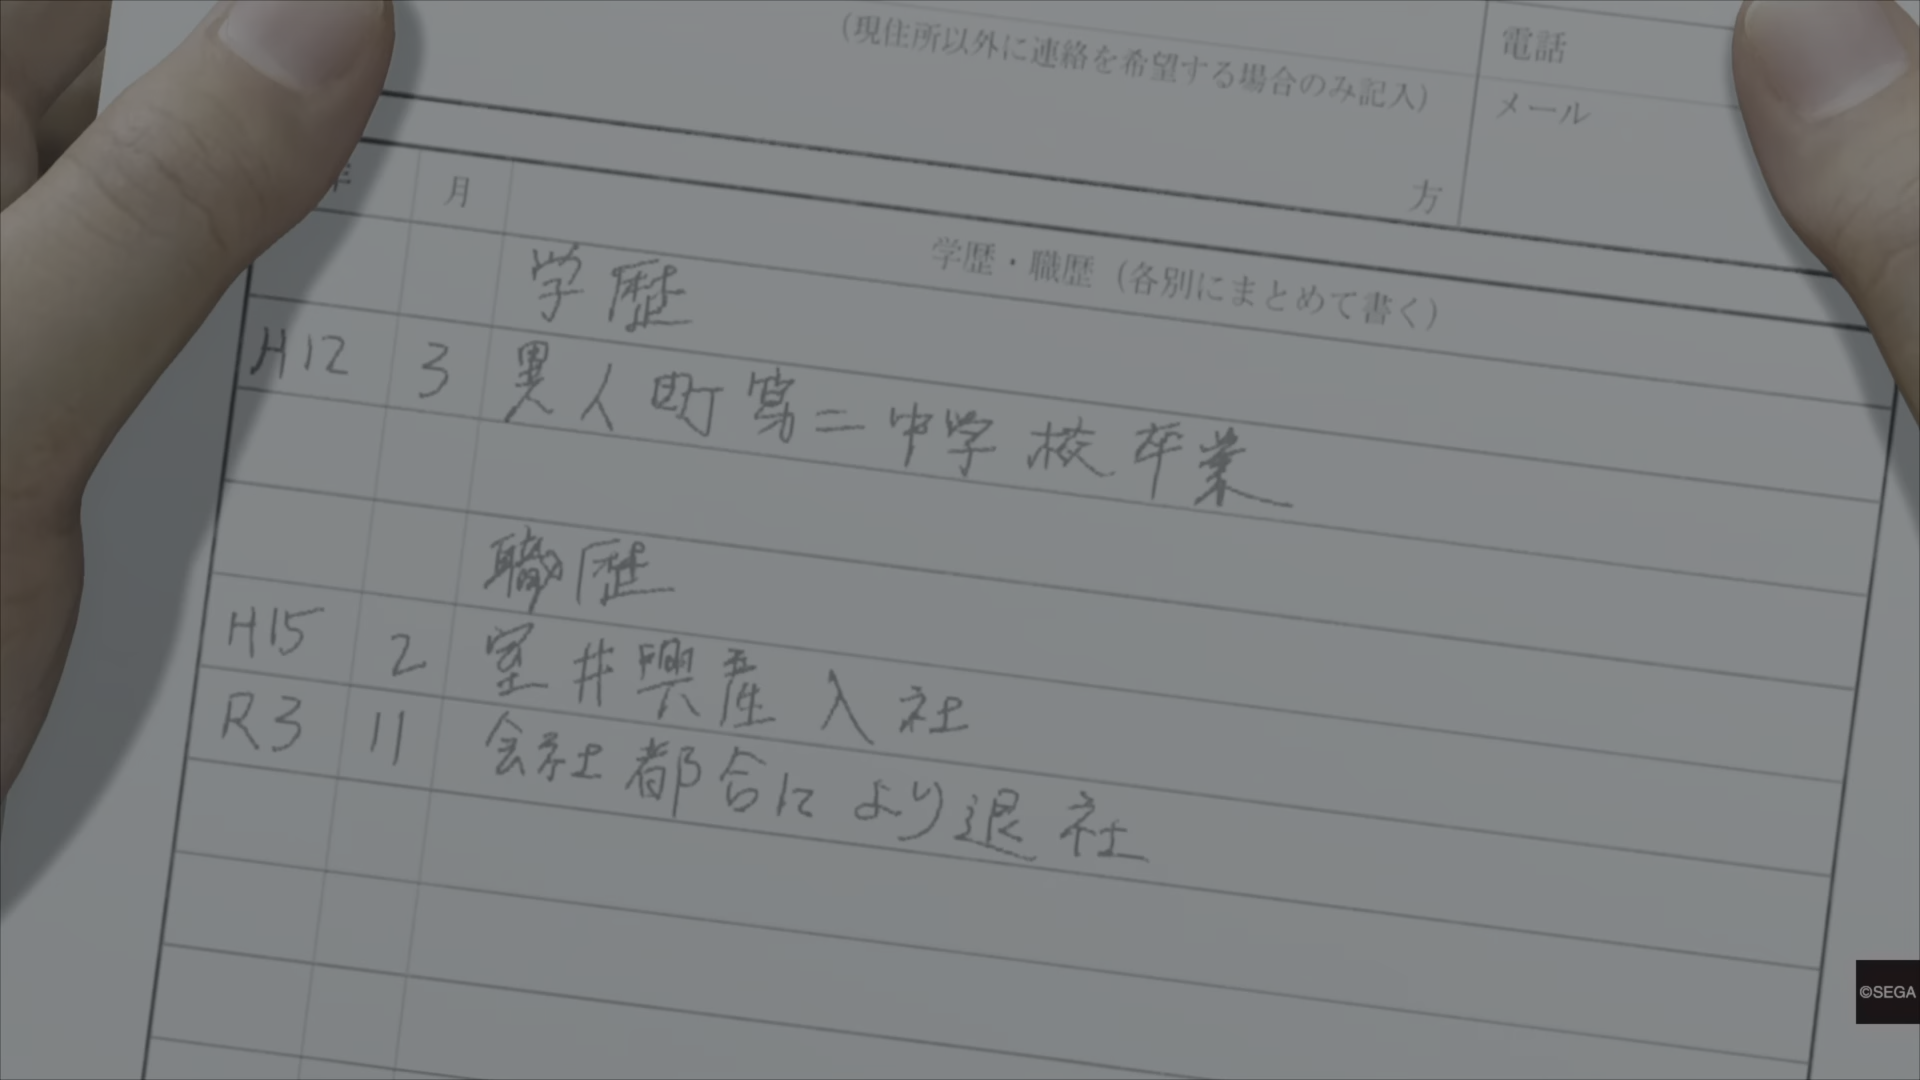 (現住所以外に連絡を希望する場合のみ記入)
電話
メール
方
年 月
学歴・職歴 (各別にまとめて書く)
学歴
H12 3 異人町第二中学校卒業
職歴
H15 2 室井興産入社
R3 11 会社都合により退社
©SEGA